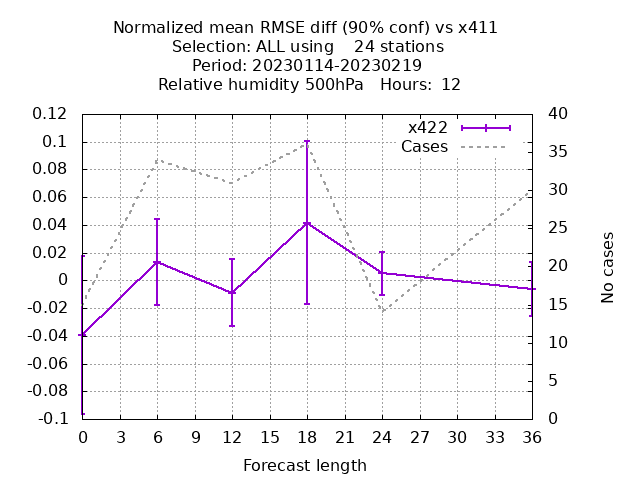 Normalized mean RMSE diff (90% conf) vs x411
Selection: ALL using    24 stations
Period: 20230114-20230219
Relative humidity 500hPa   Hours:  12
x422
Cases
0.12
0.1
0.08
0.06
0.04
0.02
0
-0.02
-0.04
-0.06
-0.08
-0.1
40
35
30
25
20
15
10
5
0
No cases
0 3 6 9 12 15 18 21 24 27 30 33 36
Forecast length